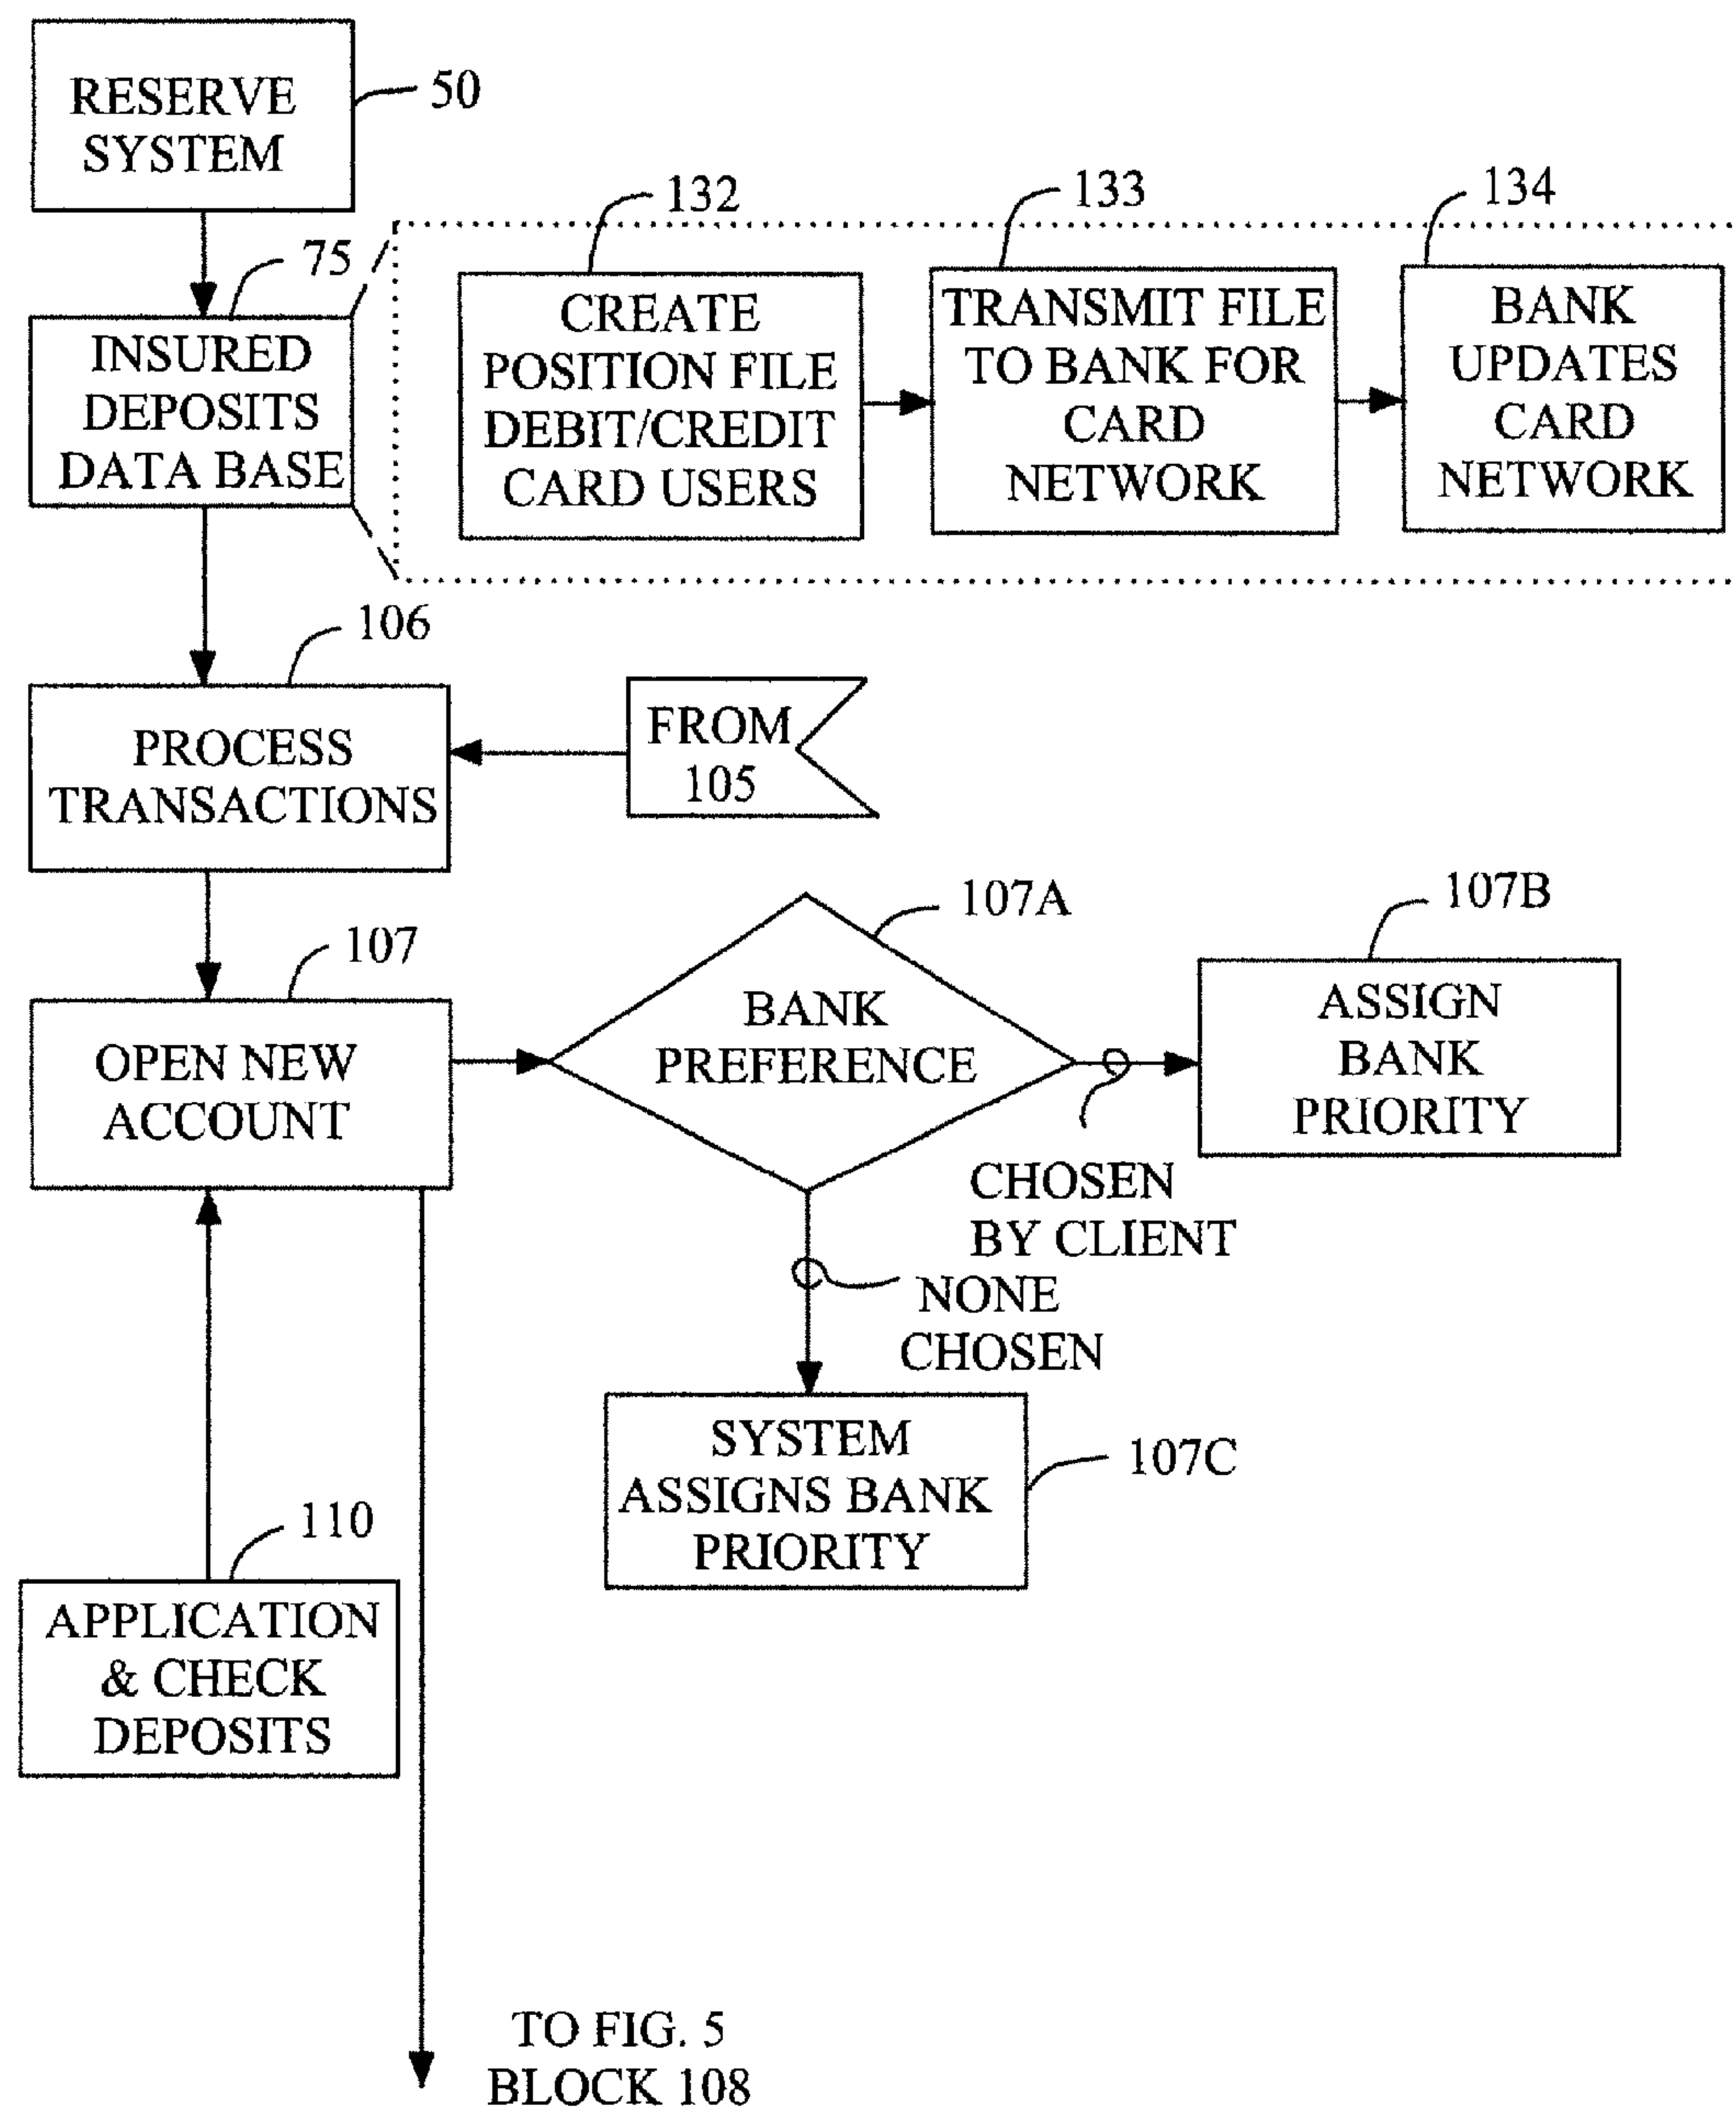 RESERVE
SYSTEM
50
75
INSURED
DEPOSITS
DATA BASE
132
CREATE
POSITION FILE
DEBIT/CREDIT
CARD USERS
133
TRANSMIT FILE
TO BANK FOR
CARD
NETWORK
134
BANK
UPDATES
CARD
NETWORK
106
PROCESS
TRANSACTIONS
FROM
105
107
OPEN NEW
ACCOUNT
107A
BANK
PREFERENCE
107B
ASSIGN
BANK
PRIORITY
CHOSEN
BY CLIENT
NONE
CHOSEN
SYSTEM
ASSIGNS BANK
PRIORITY
107C
110
APPLICATION
& CHECK
DEPOSITS
TO FIG. 5
BLOCK 108